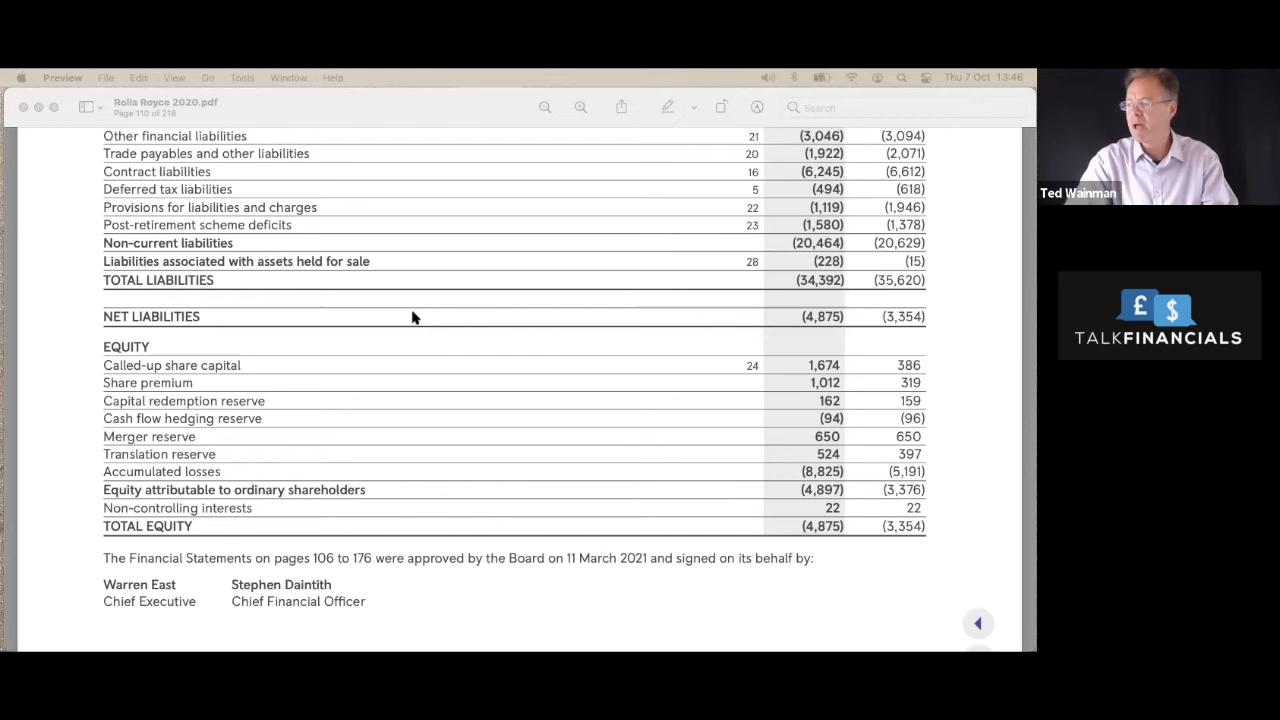 Preview File Edit View Go Tools Window Help Thu 7 Oct 13:46
Rolls Royce 2020.pdf
Page 110 of 218
Search
Other financial liabilities 21 (3,046) (3,094)
Trade payables and other liabilities 20 (1,922) (2,071)
Contract liabilities 16 (6,245) (6,612)
Deferred tax liabilities 5 (494) (618)
Provisions for liabilities and charges 22 (1,119) (1,946)
Post-retirement scheme deficits 23 (1,580) (1,378)
Non-current liabilities (20,464) (20,629)
Liabilities associated with assets held for sale 28 (228) (15)
TOTAL LIABILITIES (34,392) (35,620)
NET LIABILITIES (4,875) (3,354)
EQUITY
Called-up share capital 24 1,674 386
Share premium 1,012 319
Capital redemption reserve 162 159
Cash flow hedging reserve (94) (96)
Merger reserve 650 650
Translation reserve 524 397
Accumulated losses (8,825) (5,191)
Equity attributable to ordinary shareholders (4,897) (3,376)
Non-controlling interests 22 22
TOTAL EQUITY (4,875) (3,354)
The Financial Statements on pages 106 to 176 were approved by the Board on 11 March 2021 and signed on its behalf by:
Warren East Stephen Daintith
Chief Executive Chief Financial Officer
Ted Wainman
£ $
TALKFINANCIALS